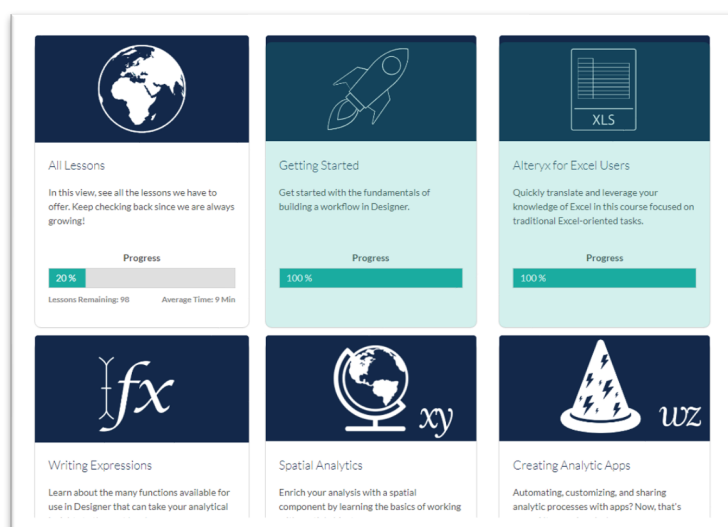 XLS
All Lessons
In this view, see all the lessons we have to
offer. Keep checking back since we are always
growing!
Progress
20 %
Lessons Remaining: 98
Average Time: 9 Min
Getting Started
Get started with the fundamentals of
building a workflow in Designer.
Progress
100 %
Alteryx for Excel Users
Quickly translate and leverage your
knowledge of Excel in this course focused on
traditional Excel-oriented tasks.
Progress
100 %
fx
Writing Expressions
Learn about the many functions available for
use in Designer that can take your analytical
xy
Spatial Analytics
Enrich your analysis with a spatial
component by learning the basics of working
wz
Creating Analytic Apps
Automating, customizing, and sharing
analytic processes with apps? Now, that's